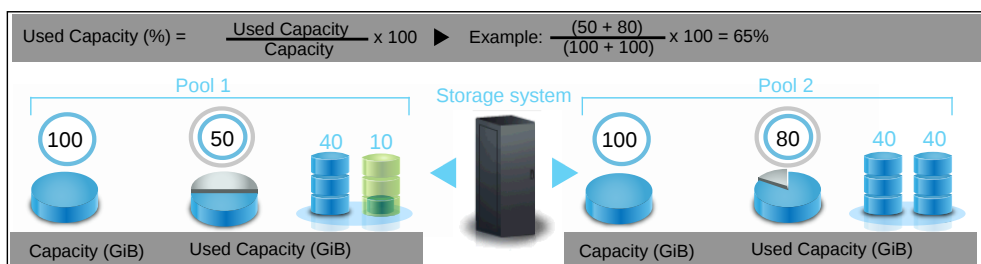 Used Capacity (%) = Used Capacity / Capacity x 100 Example: (50 + 80) / (100 + 100) x 100 = 65%
Pool 1
Storage system
Pool 2
100
50
40
10
100
80
40
40
Capacity (GiB)
Used Capacity (GiB)
Capacity (GiB)
Used Capacity (GiB)